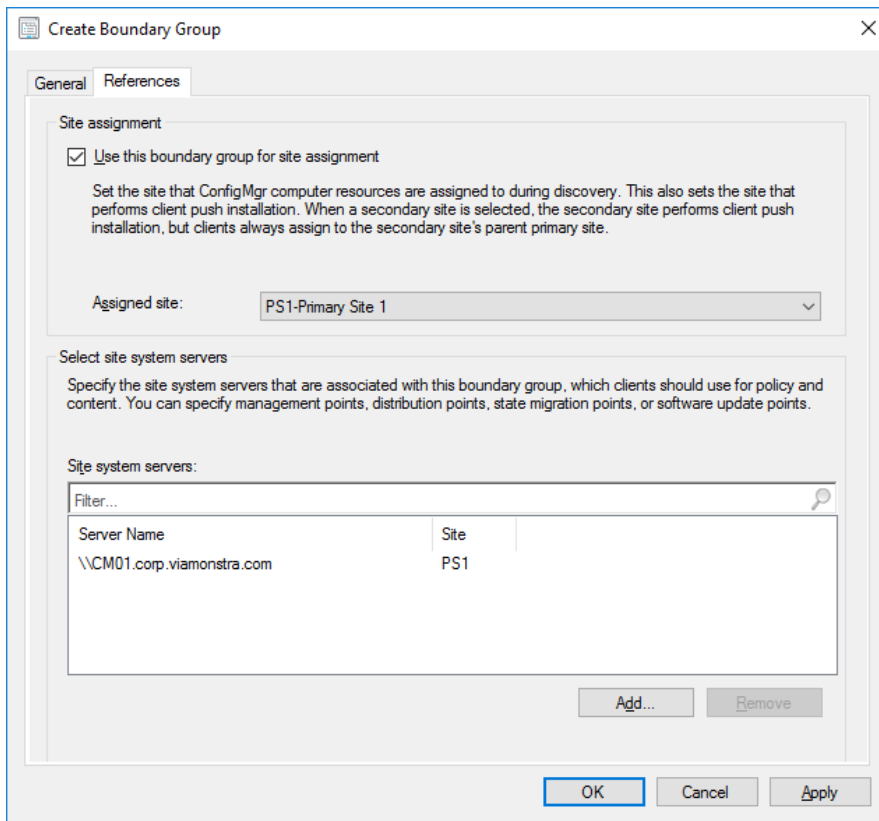 Create Boundary Group
General
References
Site assignment
Use this boundary group for site assignment
Set the site that ConfigMgr computer resources are assigned to during discovery. This also sets the site that
performs client push installation. When a secondary site is selected, the secondary site performs client push
installation, but clients always assign to the secondary site's parent primary site.
Assigned site:
PS1-Primary Site 1
Select site system servers
Specify the site system servers that are associated with this boundary group, which clients should use for policy and
content. You can specify management points, distribution points, state migration points, or software update points.
Site system servers:
Filter...
Server Name
Site
\\CM01.corp.viamonstra.com
PS1
Add...
Remove
OK
Cancel
Apply